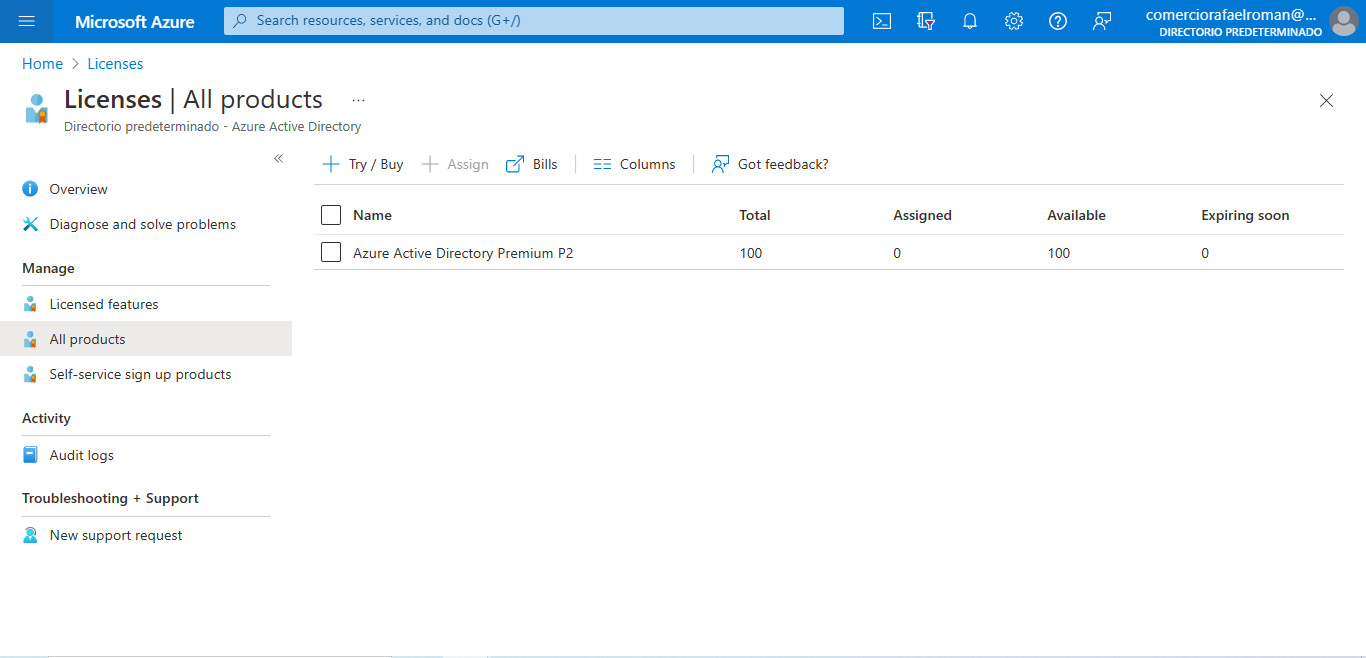 Microsoft Azure
Search resources, services, and docs (G+/)
comerciorafaelroman@...
DIRECTORIO PREDETERMINADO
Home > Licenses
Licenses | All products ...
Directorio predeterminado - Azure Active Directory
«
Try / Buy Assign Bills Columns Got feedback?
Overview
Diagnose and solve problems
Manage
Licensed features
All products
Self-service sign up products
Activity
Audit logs
Troubleshooting + Support
New support request
Name Total Assigned Available Expiring soon
Azure Active Directory Premium P2 100 0 100 0